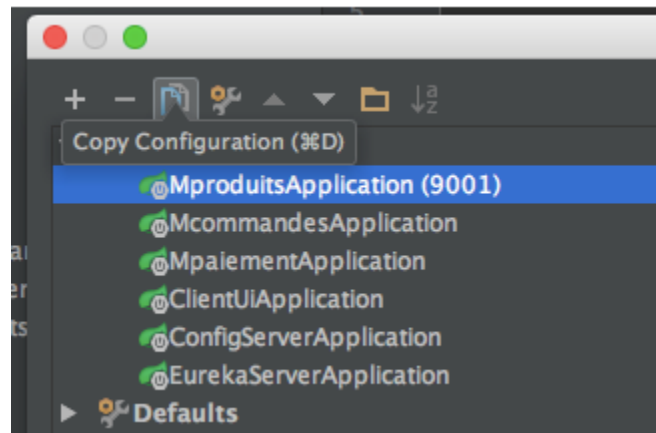 Copy Configuration (⌘D)
MproduitsApplication (9001)
McommandesApplication
MpaiementApplication
ClientUiApplication
ConfigServerApplication
EurekaServerApplication
Defaults